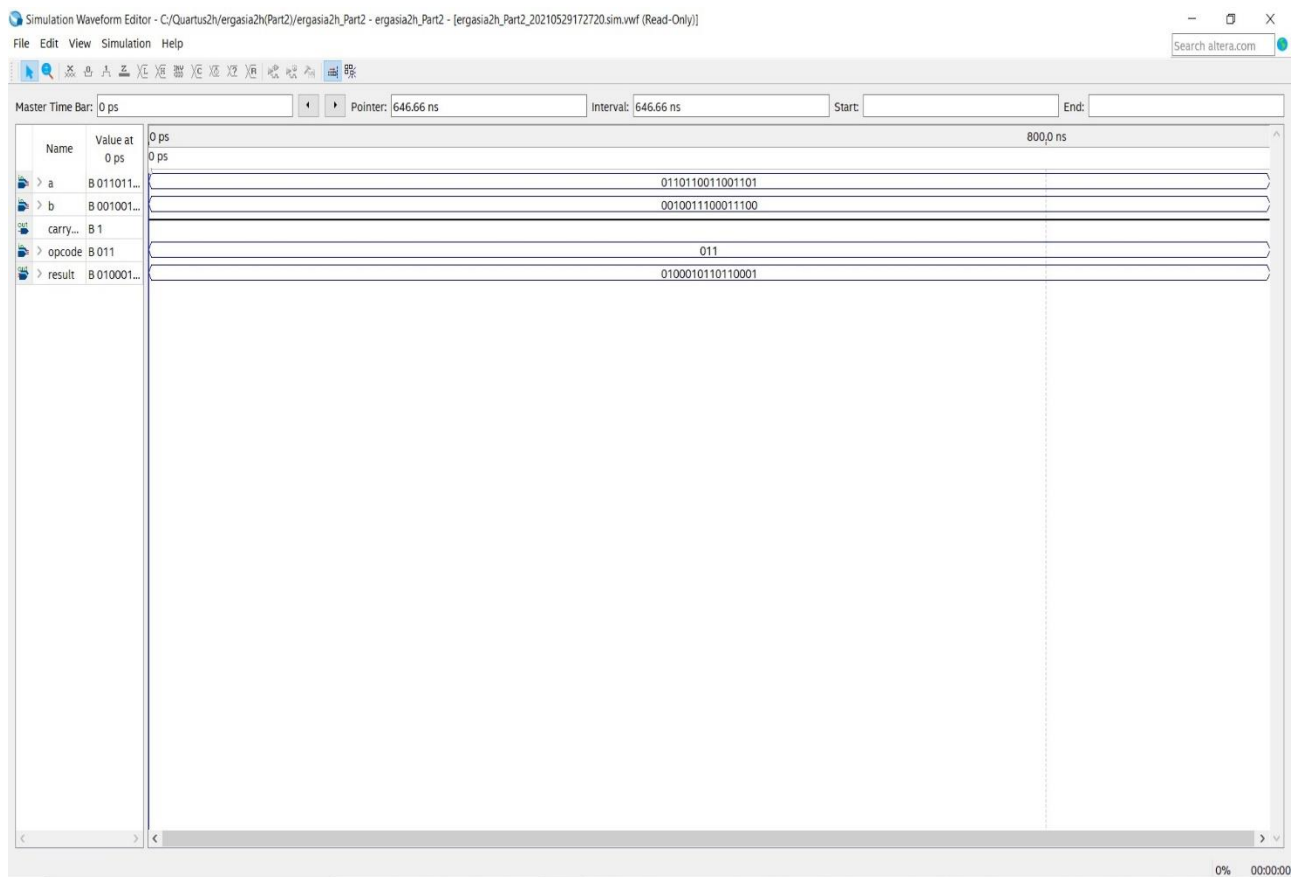 Simulation Waveform Editor - C:/Quartus2h/ergasia2h(Part2)/ergasia2h_Part2 - ergasia2h_Part2 - [ergasia2h_Part2_20210529172720.sim.vwf (Read-Only)]
File Edit View Simulation Help
Search altera.com
Master Time Bar: 0 ps Pointer: 646.66 ns Interval: 646.66 ns Start: End:
Name Value at 0 ps 0 ps 800,0 ns
0 ps
a B 011011... 0110110011001101
b B 001001... 0010011100011100
carry... B 1
opcode B 011 011
result B 010001... 0100010110110001
0% 00:00:00